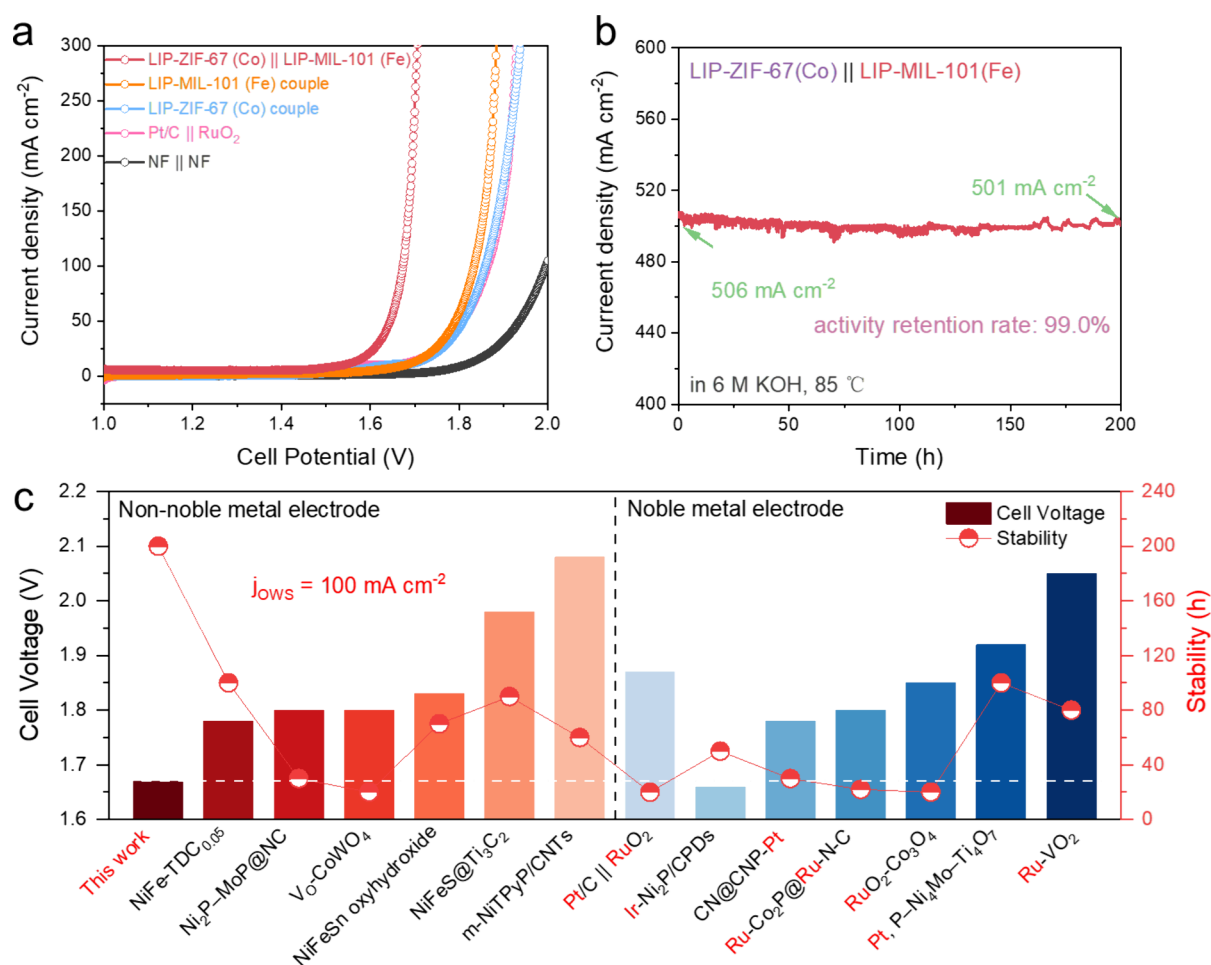 a
300
250
200
150
100
50
0
Current density (mA cm⁻²)
LIP-ZIF-67 (Co) || LIP-MIL-101 (Fe)
LIP-MIL-101 (Fe) couple
LIP-ZIF-67 (Co) couple
Pt/C || RuO₂
NF || NF
1.0 1.2 1.4 1.6 1.8 2.0
Cell Potential (V)
b
600
560
520
480
440
400
Curreent density (mA cm⁻²)
LIP-ZIF-67(Co) || LIP-MIL-101(Fe)
501 mA cm⁻²
506 mA cm⁻²
activity retention rate: 99.0%
in 6 M KOH, 85 ℃
0 50 100 150 200
Time (h)
c
2.2
2.1
2.0
1.9
1.8
1.7
1.6
Cell Voltage (V)
Non-noble metal electrode
Noble metal electrode
Cell Voltage
Stability
j_OWS = 100 mA cm⁻²
240
200
160
120
80
40
0
Stability (h)
This work
NiFe-TDC₀.₀₅
Ni₂P–MoP@NC
V_O-CoWO₄
NiFeSn oxyhydroxide
NiFeS@Ti₃C₂
m-NiTPyP/CNTs
Pt/C || RuO₂
Ir-Ni₂P/CPDs
CN@CNP-Pt
Ru-Co₂P@Ru-N-C
RuO₂-Co₃O₄
Pt, P–Ni₄Mo–Ti₄O₇
Ru-VO₂